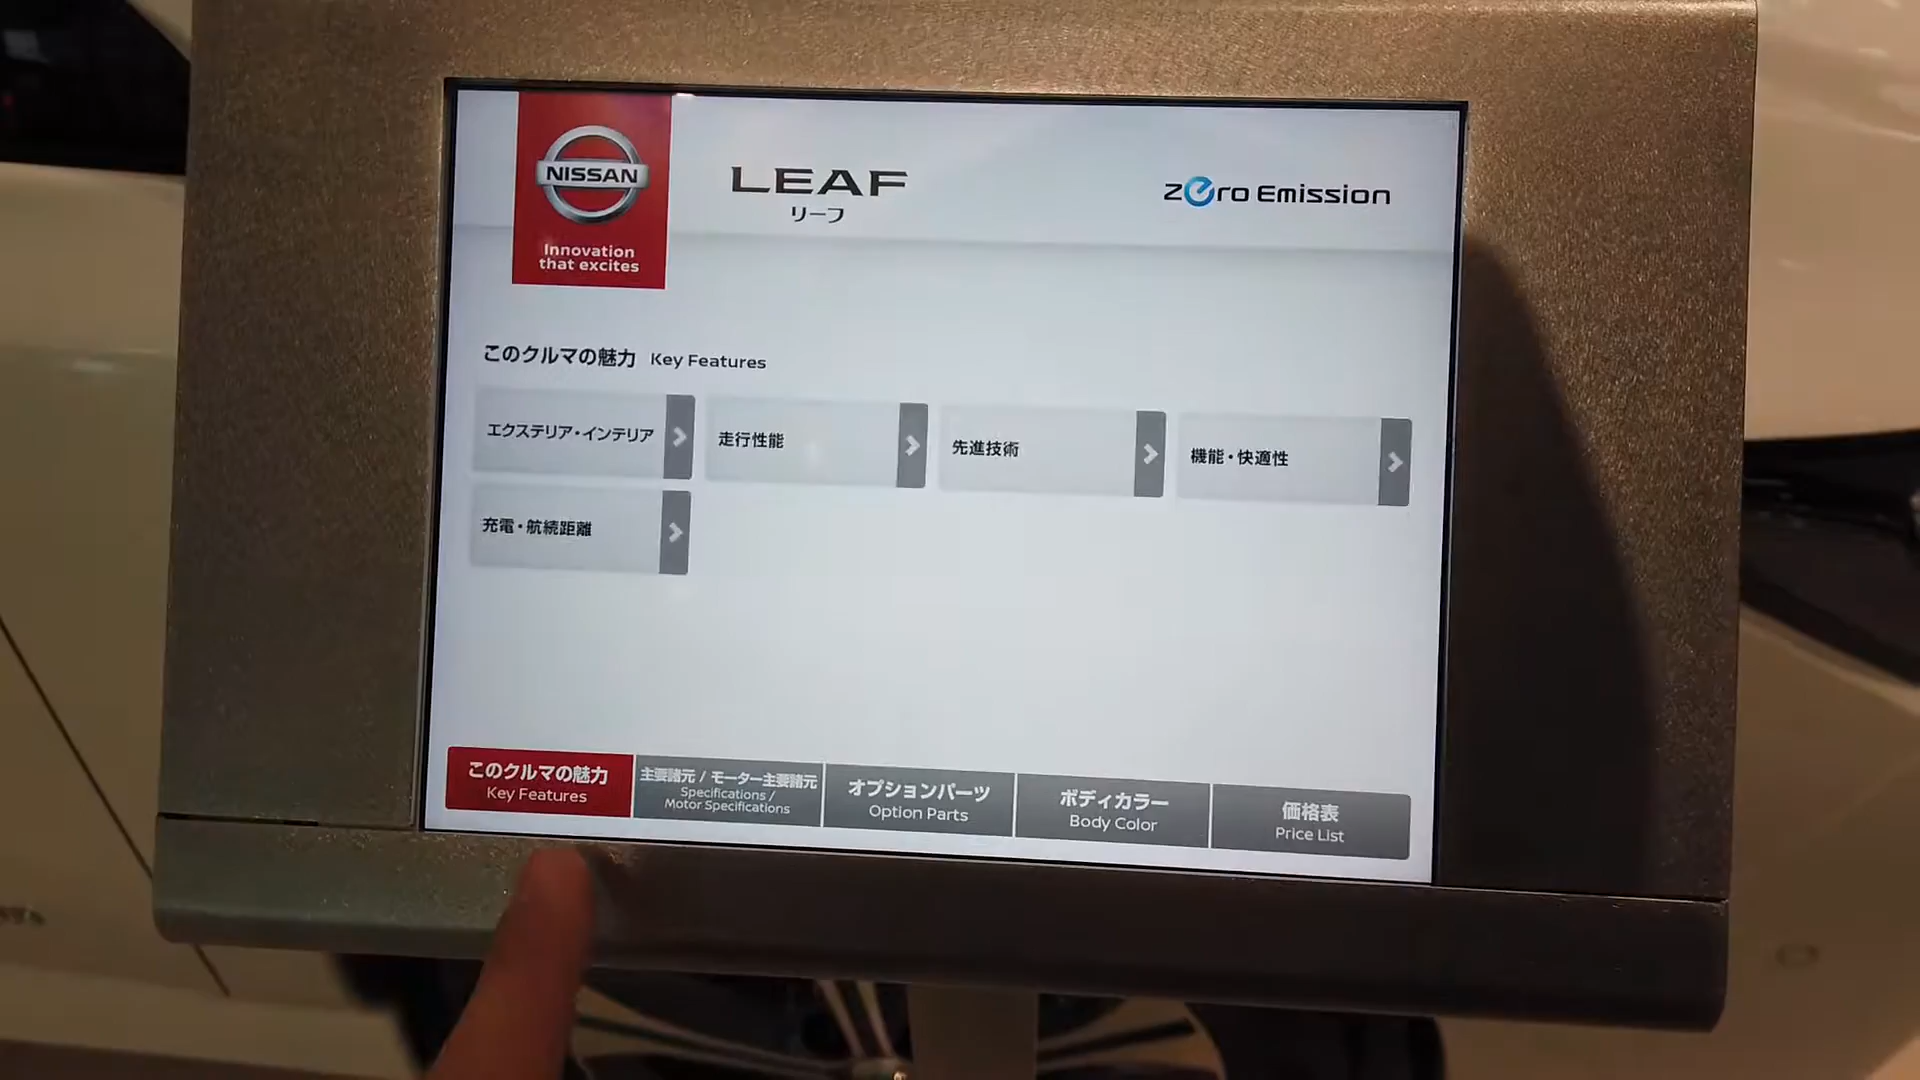 NISSAN
Innovation
that excites
LEAF
リーフ
zero Emission
このクルマの魅力 Key Features
エクステリア・インテリア
走行性能
先進技術
機能・快適性
充電・航続距離
このクルマの魅力
Key Features
主要諸元 / モーター主要諸元
Specifications /
Motor Specifications
オプションパーツ
Option Parts
ボディカラー
Body Color
価格表
Price List